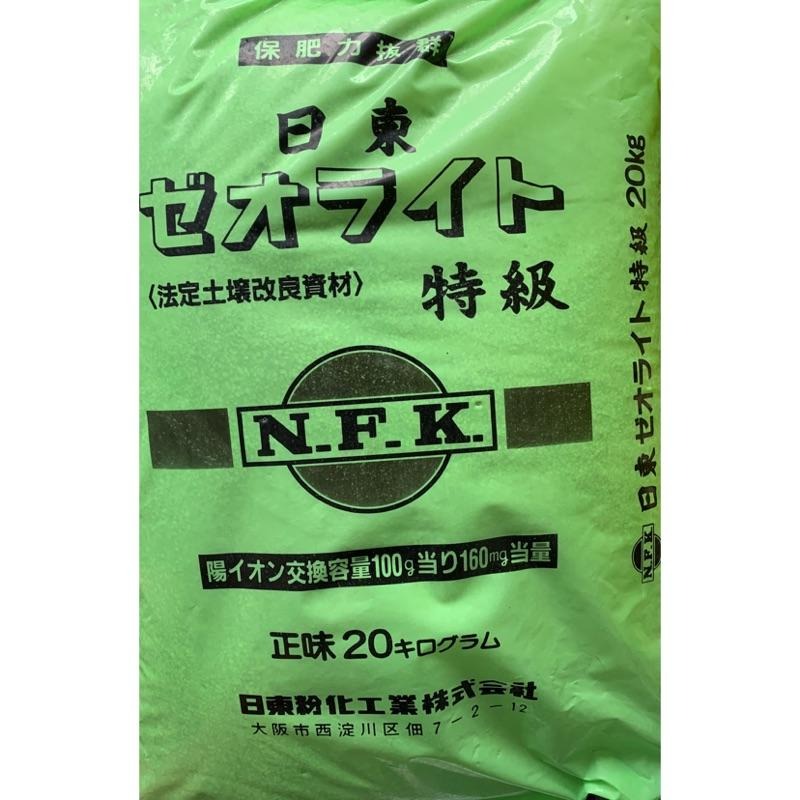 保肥力抜群
日東
ゼオライト
〈法定土壌改良資材〉 特級
N.F.K.
陽イオン交換容量100g当り160mg当量
正味20キログラム
日東粉化工業株式会社
大阪市西淀川区佃7-2-12
N.F.K. 日東ゼオライト 特級 20kg